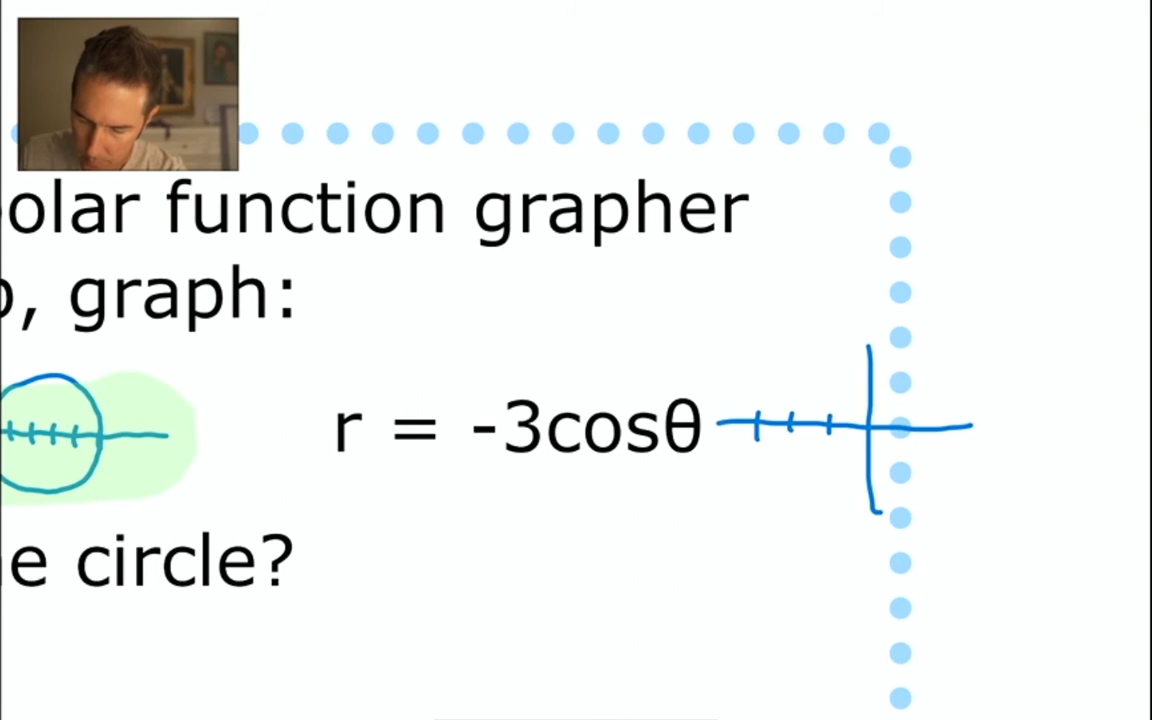 olar function grapher
, graph:
r = -3cosθ
e circle?